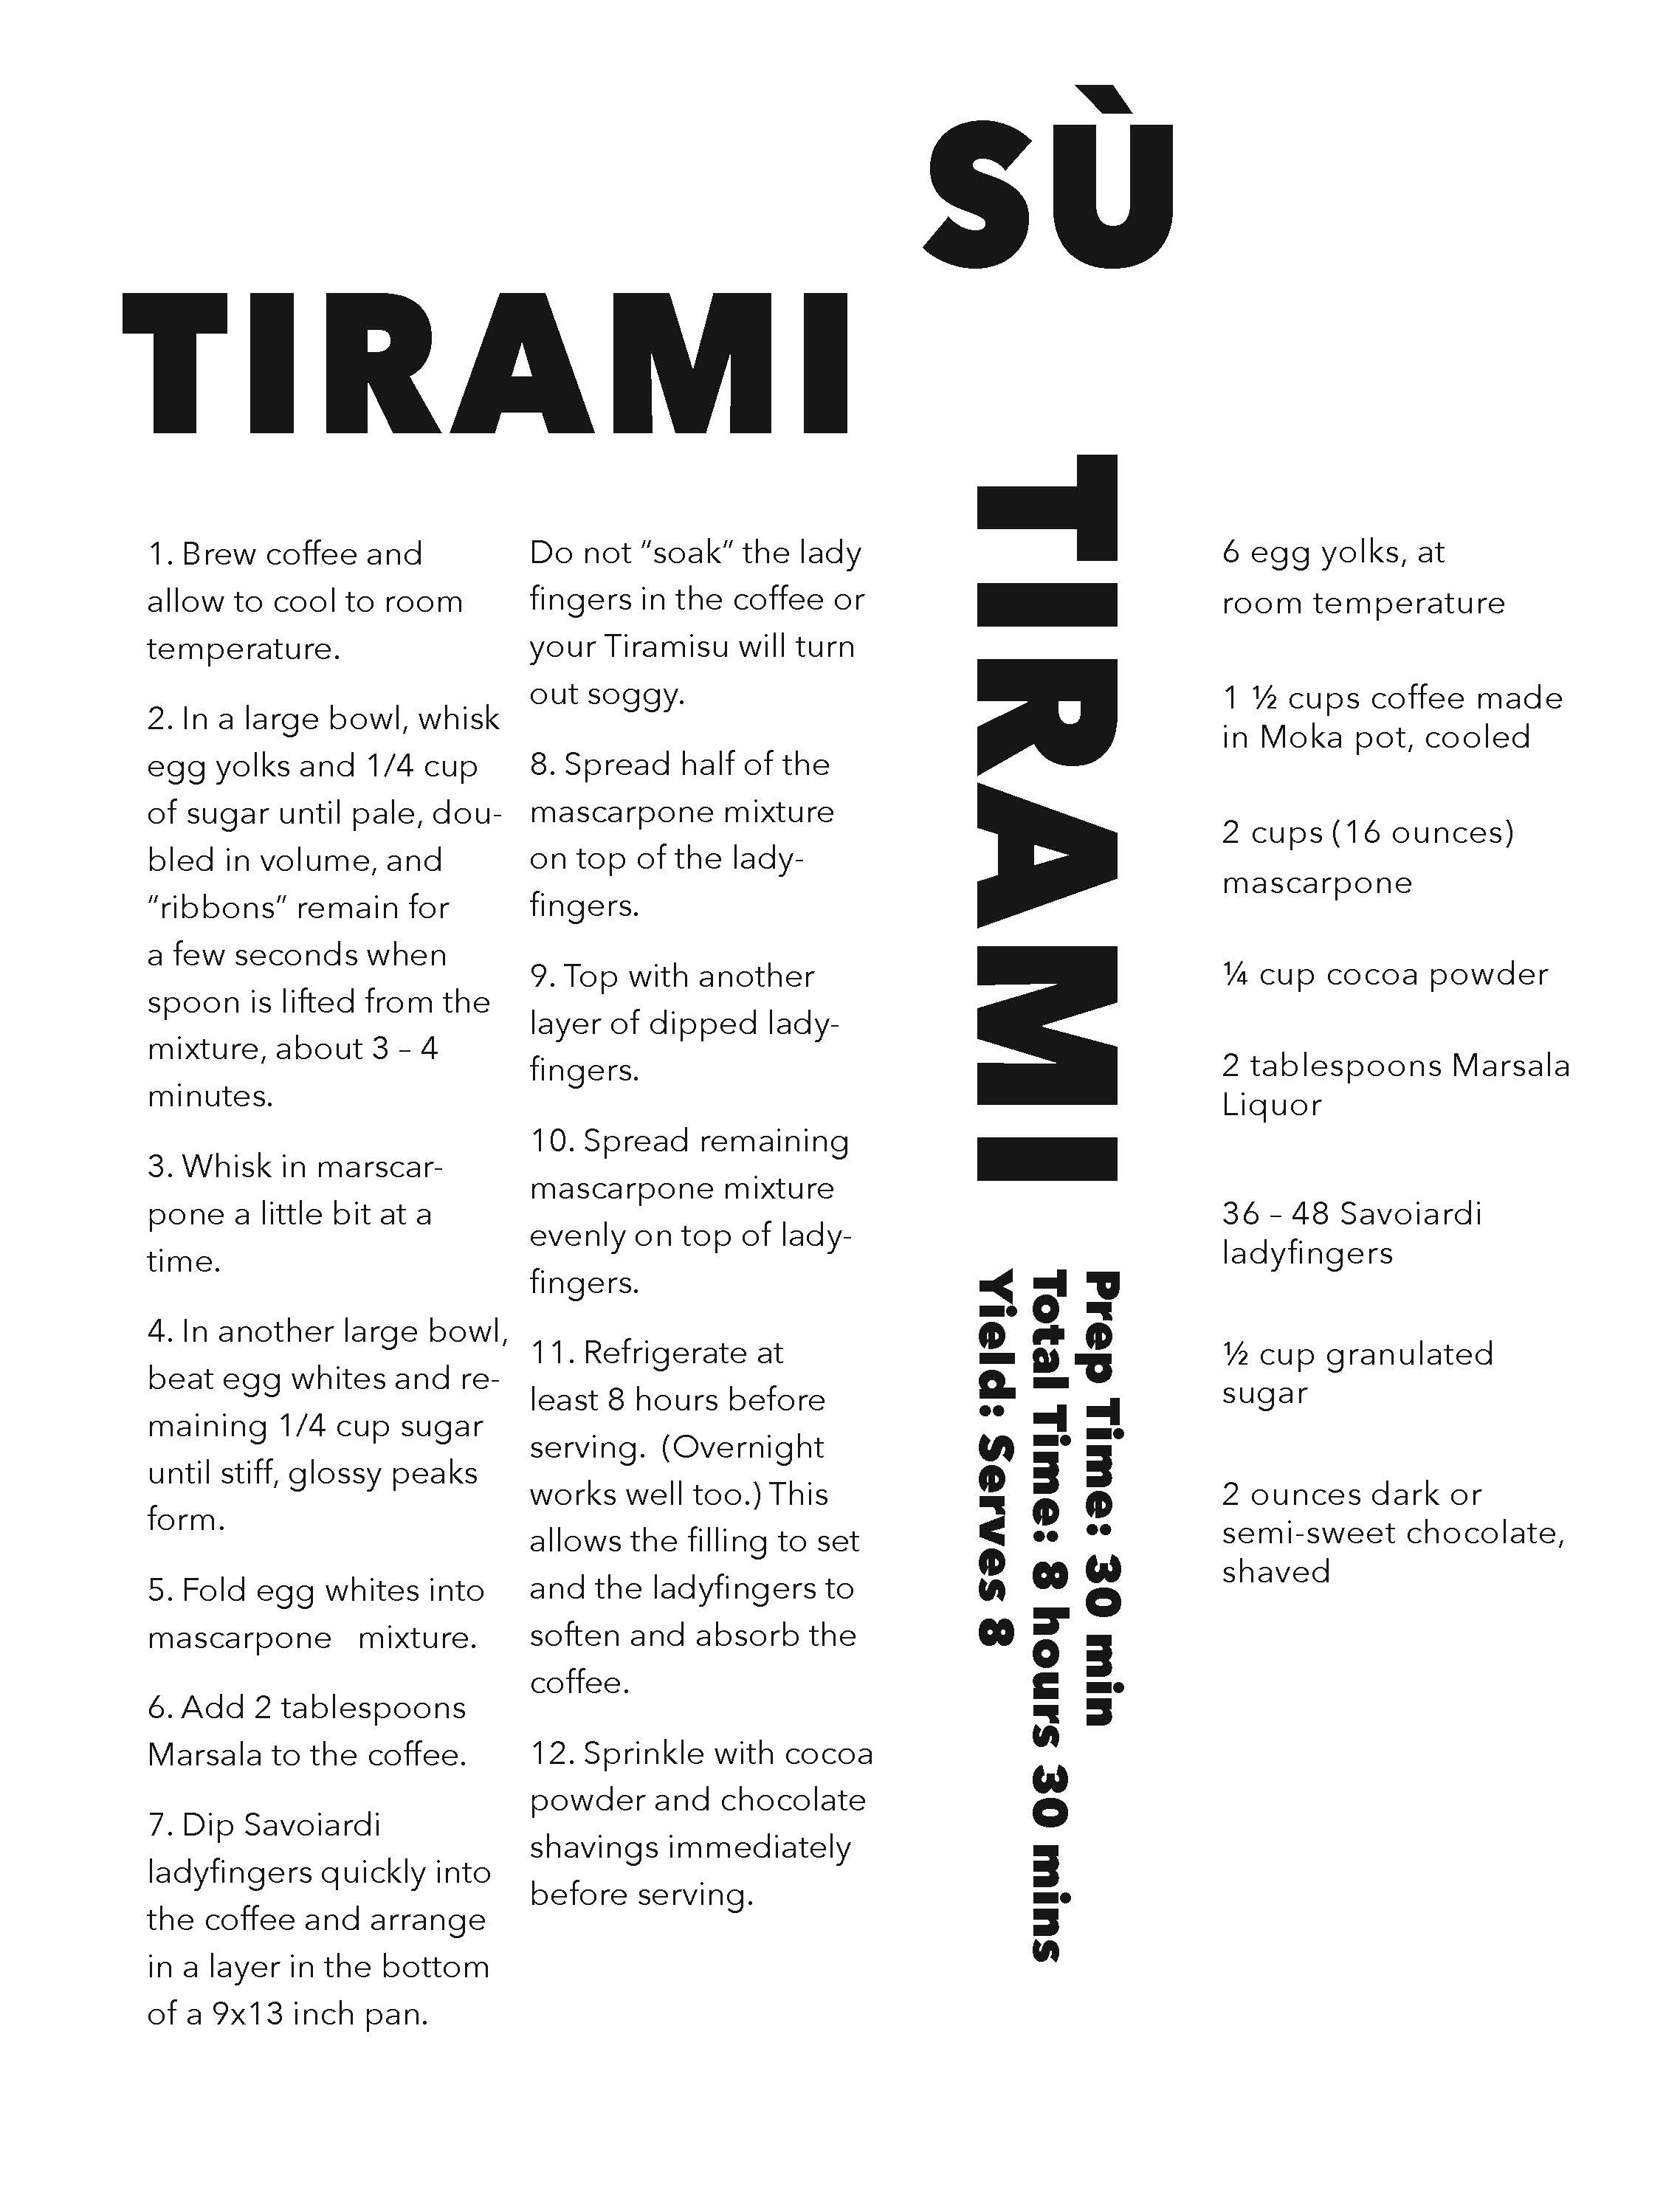 SÙ
TIRAMI
1. Brew coffee and
allow to cool to room
temperature.
2. In a large bowl, whisk
egg yolks and 1/4 cup
of sugar until pale, dou-
bled in volume, and
“ribbons” remain for
a few seconds when
spoon is lifted from the
mixture, about 3 – 4
minutes.
3. Whisk in marscar-
pone a little bit at a
time.
4. In another large bowl,
beat egg whites and re-
maining 1/4 cup sugar
until stiff, glossy peaks
form.
5. Fold egg whites into
mascarpone mixture.
6. Add 2 tablespoons
Marsala to the coffee.
7. Dip Savoiardi
ladyfingers quickly into
the coffee and arrange
in a layer in the bottom
of a 9x13 inch pan.
Do not “soak” the lady
fingers in the coffee or
your Tiramisu will turn
out soggy.
8. Spread half of the
mascarpone mixture
on top of the lady-
fingers.
9. Top with another
layer of dipped lady-
fingers.
10. Spread remaining
mascarpone mixture
evenly on top of lady-
fingers.
11. Refrigerate at
least 8 hours before
serving. (Overnight
works well too.) This
allows the filling to set
and the ladyfingers to
soften and absorb the
coffee.
12. Sprinkle with cocoa
powder and chocolate
shavings immediately
before serving.
TIRAMI
Prep Time: 30 min
Total Time: 8 hours 30 mins
Yield: Serves 8
6 egg yolks, at
room temperature
1 ½ cups coffee made
in Moka pot, cooled
2 cups (16 ounces)
mascarpone
¼ cup cocoa powder
2 tablespoons Marsala
Liquor
36 – 48 Savoiardi
ladyfingers
½ cup granulated
sugar
2 ounces dark or
semi-sweet chocolate,
shaved